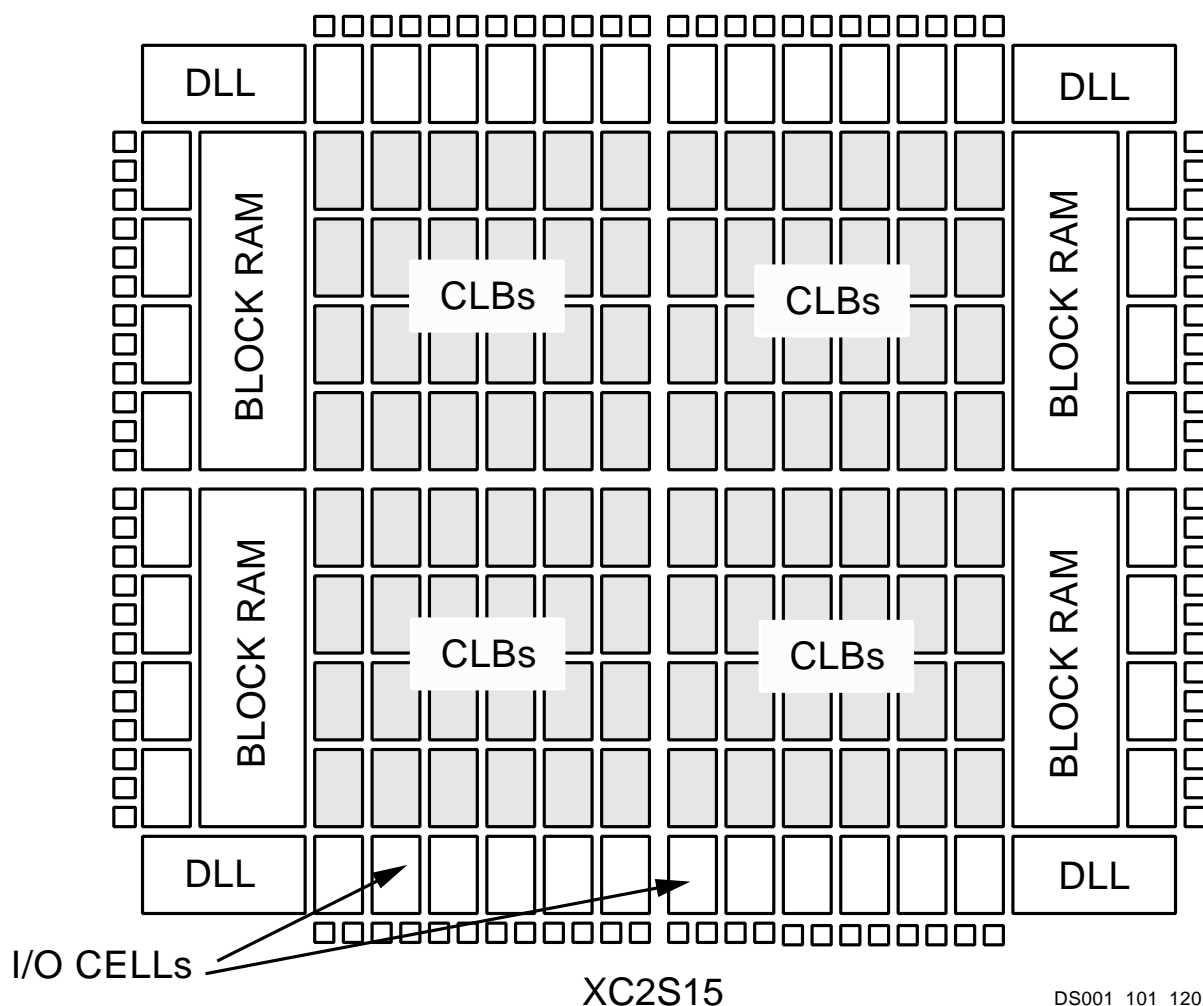 DLL
DLL
BLOCK RAM
CLBs
CLBs
BLOCK RAM
BLOCK RAM
CLBs
CLBs
BLOCK RAM
DLL
DLL
I/O CELLs
XC2S15
DS001_101_120